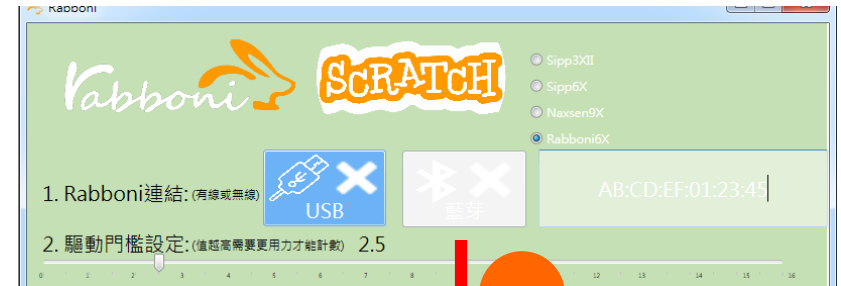 Rabboni
Rabboni
SCRATCH
Sipp3XII
Sipp6X
Naxsen9X
Rabboni6X
1. Rabboni連結: (有線或無線)
USB
藍芽
AB:CD:EF:01:23:45
2. 驅動門檻設定:(值越高需要更用力才能計數) 2.5
0 1 2 3 4 5 6 7 8 12 13 14 15 16